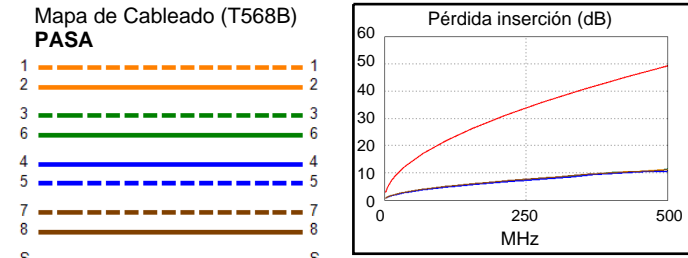 Mapa de Cableado (T568B)
PASA
1 1
2 2
3 3
6 6
4 4
5 5
7 7
8 8
S S
Pérdida inserción (dB)
60
50
40
30
20
10
0
0 250 500
MHz